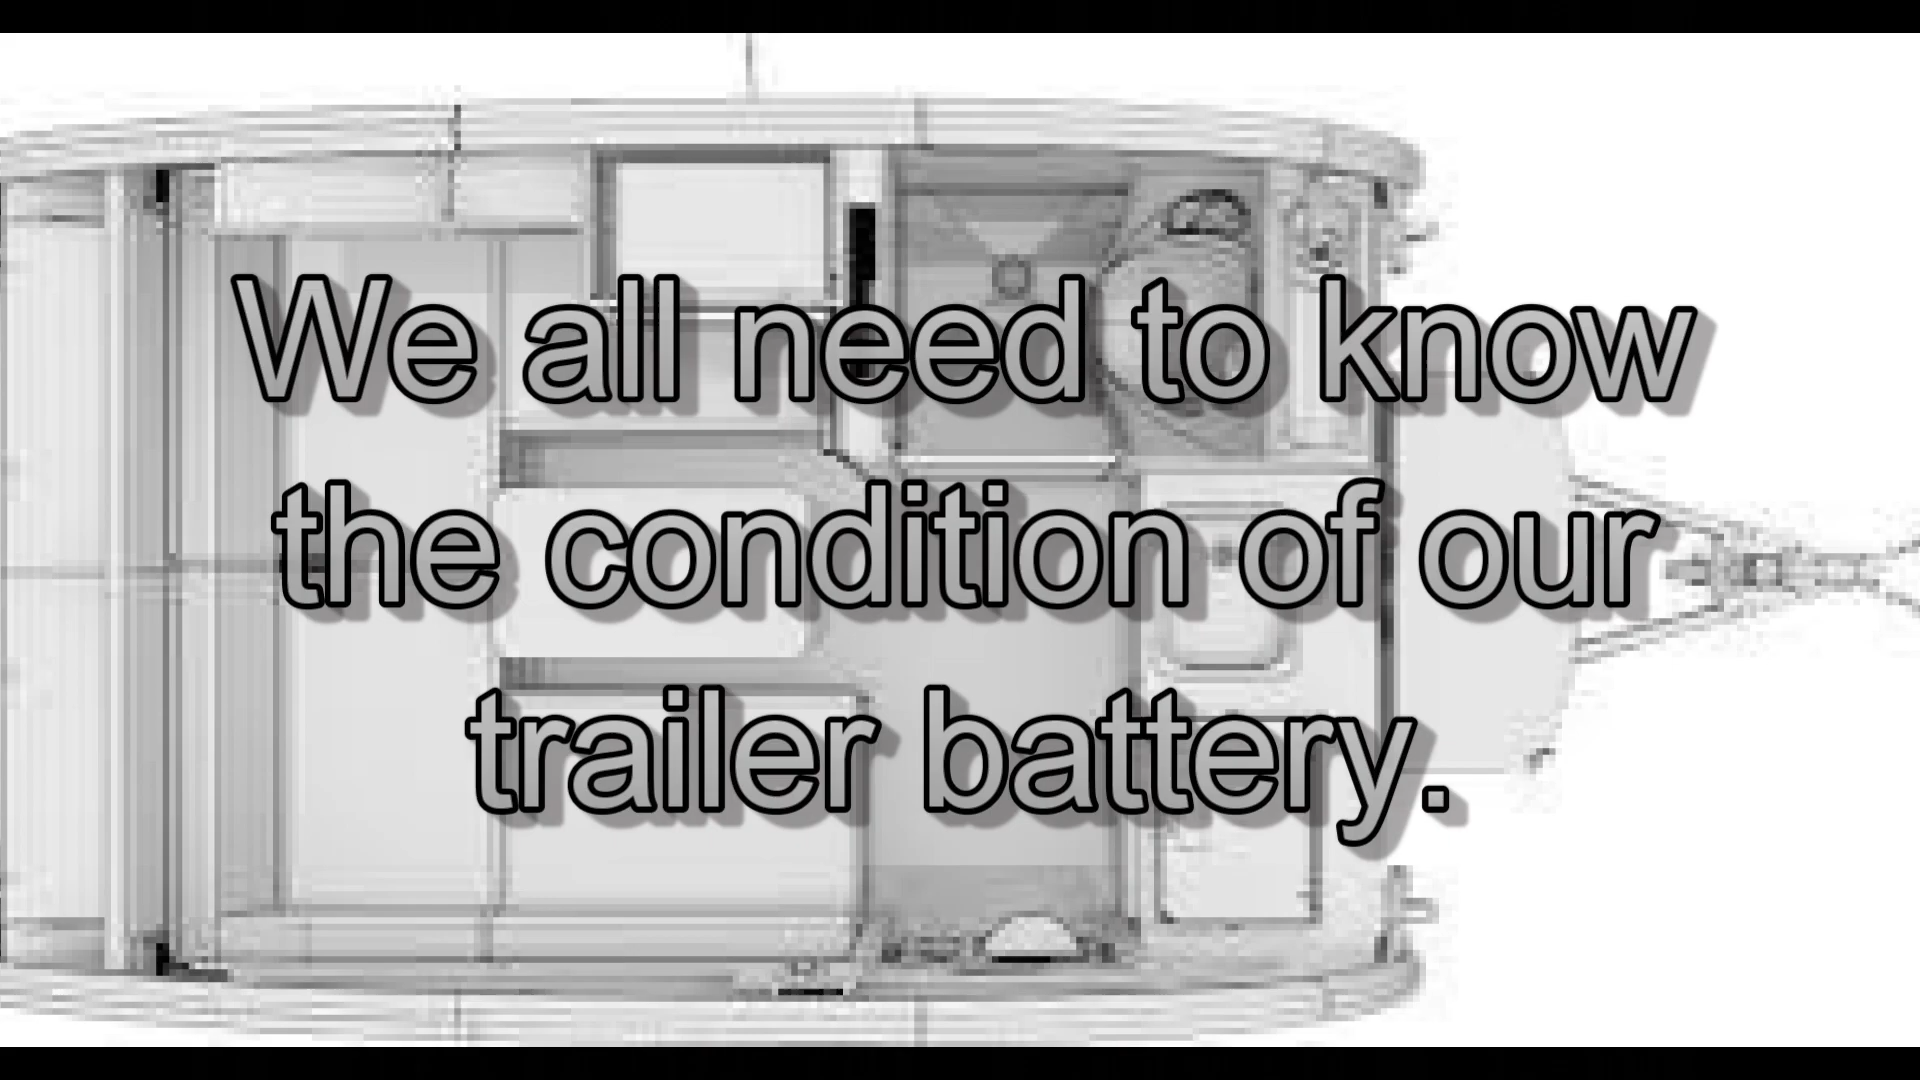 We all need to know
the condition of our
trailer battery.